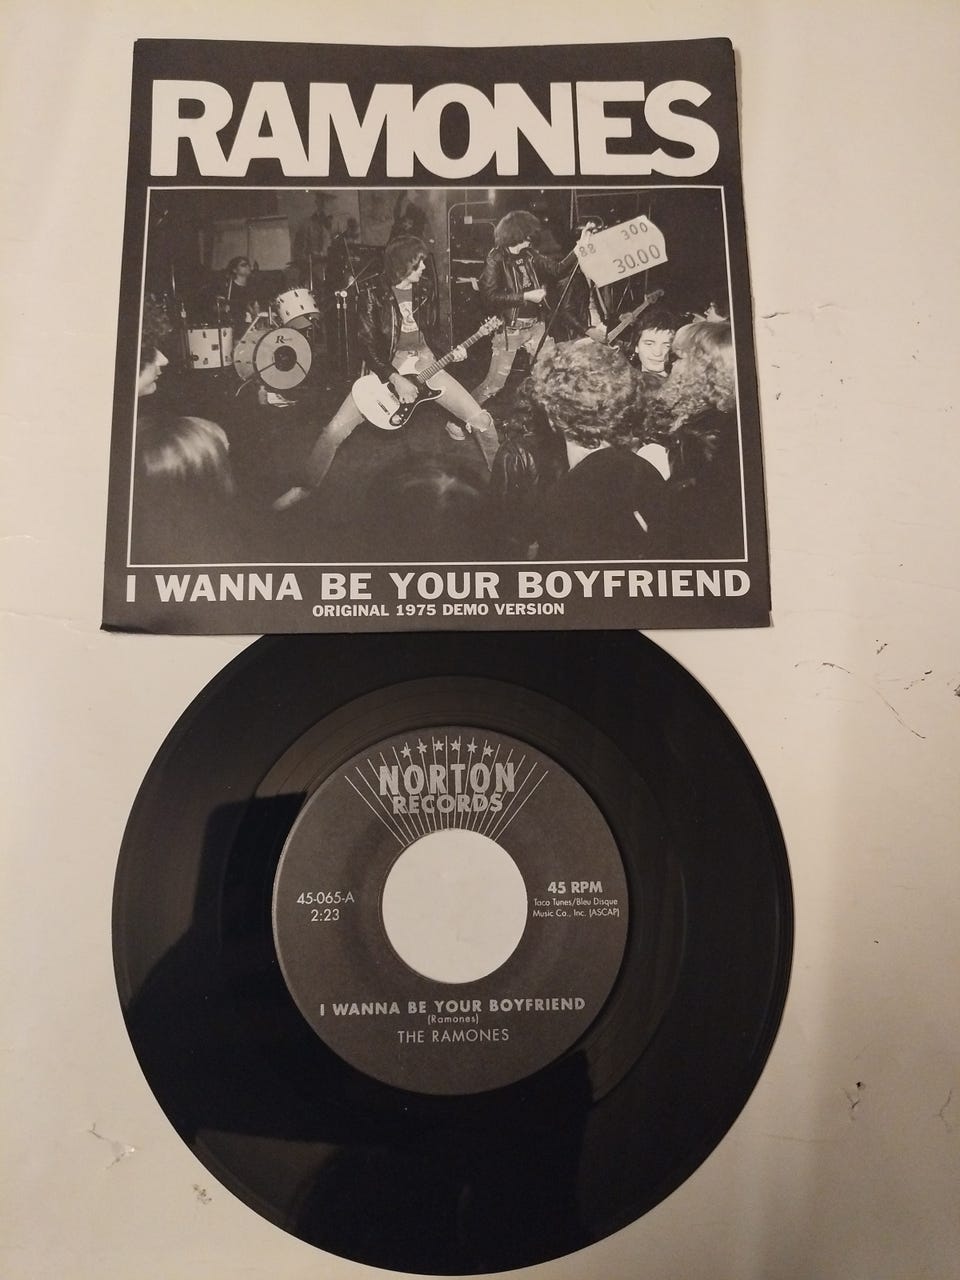 RAMONES
88 300
30.00
R
I WANNA BE YOUR BOYFRIEND
ORIGINAL 1975 DEMO VERSION
NORTON
RECORDS
45-065-A
2:23
45 RPM
Taco Tunes/Bleu Disque
Music Co., Inc. (ASCAP)
I WANNA BE YOUR BOYFRIEND
(Ramones)
THE RAMONES